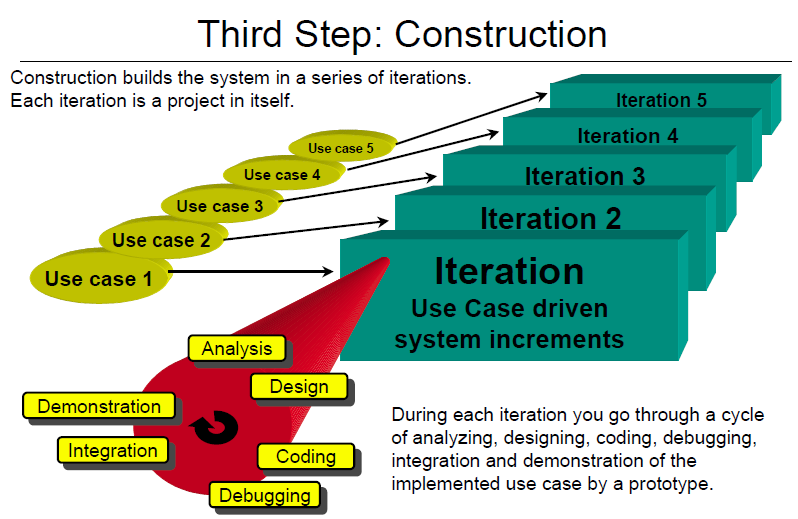 Third Step: Construction
Construction builds the system in a series of iterations.
Each iteration is a project in itself.
Iteration 5
Iteration 4
Iteration 3
Iteration 2
Iteration
Use Case driven
system increments
Use case 5
Use case 4
Use case 3
Use case 2
Use case 1
Analysis
Design
Demonstration
Integration
Coding
Debugging
During each iteration you go through a cycle
of analyzing, designing, coding, debugging,
integration and demonstration of the
implemented use case by a prototype.